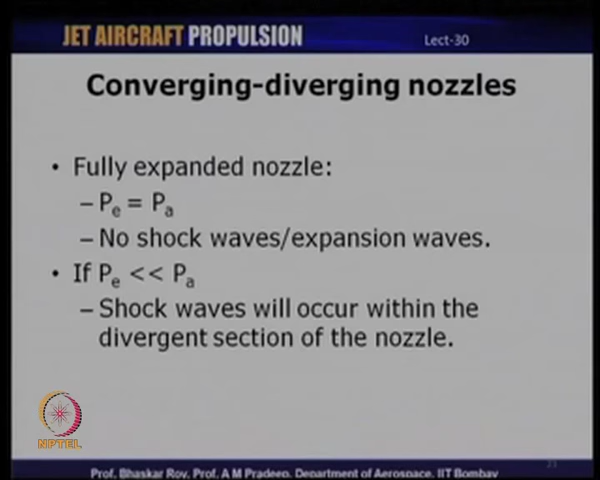 JET AIRCRAFT PROPULSION
Lect-30
Converging-diverging nozzles
• Fully expanded nozzle:
– Pe = Pa
– No shock waves/expansion waves.
• If Pe << Pa
– Shock waves will occur within the
divergent section of the nozzle.
NPTEL
23
Prof. Bhaskar Roy, Prof. A M Pradeep, Department of Aerospace, IIT Bombay